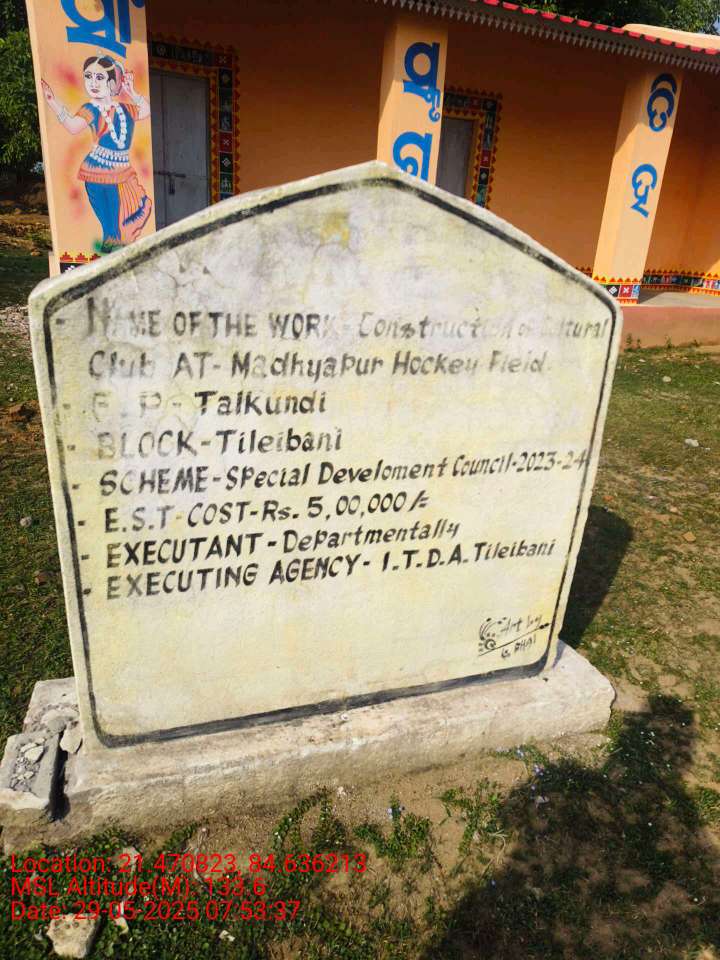 ସ
କୃ
ତି
ଗୃ
ହ
- NAME OF THE WORK - Construction of Cultural
Club AT- Madhyapur Hockey Field.
- G.P - Talkundi
- BLOCK - Tileibani
- SCHEME - Special Develoment Council-2023-24
- E.S.T COST - Rs. 5,00,000/=
- EXECUTANT - Departmentally
- EXECUTING AGENCY - I.T.D.A. Tileibani
Art by
Location: 21.470823, 84.636213
MSL Altitude(M): 133.6
Date: 29-05-2025 07:53:37